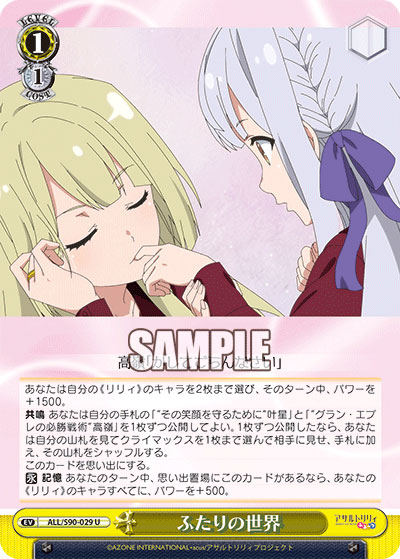 LEVEL
1
1
COST
SAMPLE
高嶺「
」
あなたは自分の《リリィ》のキャラを2枚まで選び、そのターン中、パワーを
+1500。
共鳴 あなたは自分の手札の「“その笑顔を守るために”叶星」と「“グラン・エプ
レの必勝戦術”高嶺」を1枚ずつ公開してよい。1枚ずつ公開したなら、あなた
は自分の山札を見てクライマックスを1枚まで選んで相手に見せ、手札に加
え、その山札をシャッフルする。
このカードを思い出にする。
永 記憶 あなたのターン中、思い出置場にこのカードがあるなら、あなたの
《リリィ》のキャラすべてに、パワーを+1000。
EV ALL/S90-029 U
ふたりの世界
アサルトリリィ
©AZONE INTERNATIONAL・acus/アサルトリリィプロジェクト